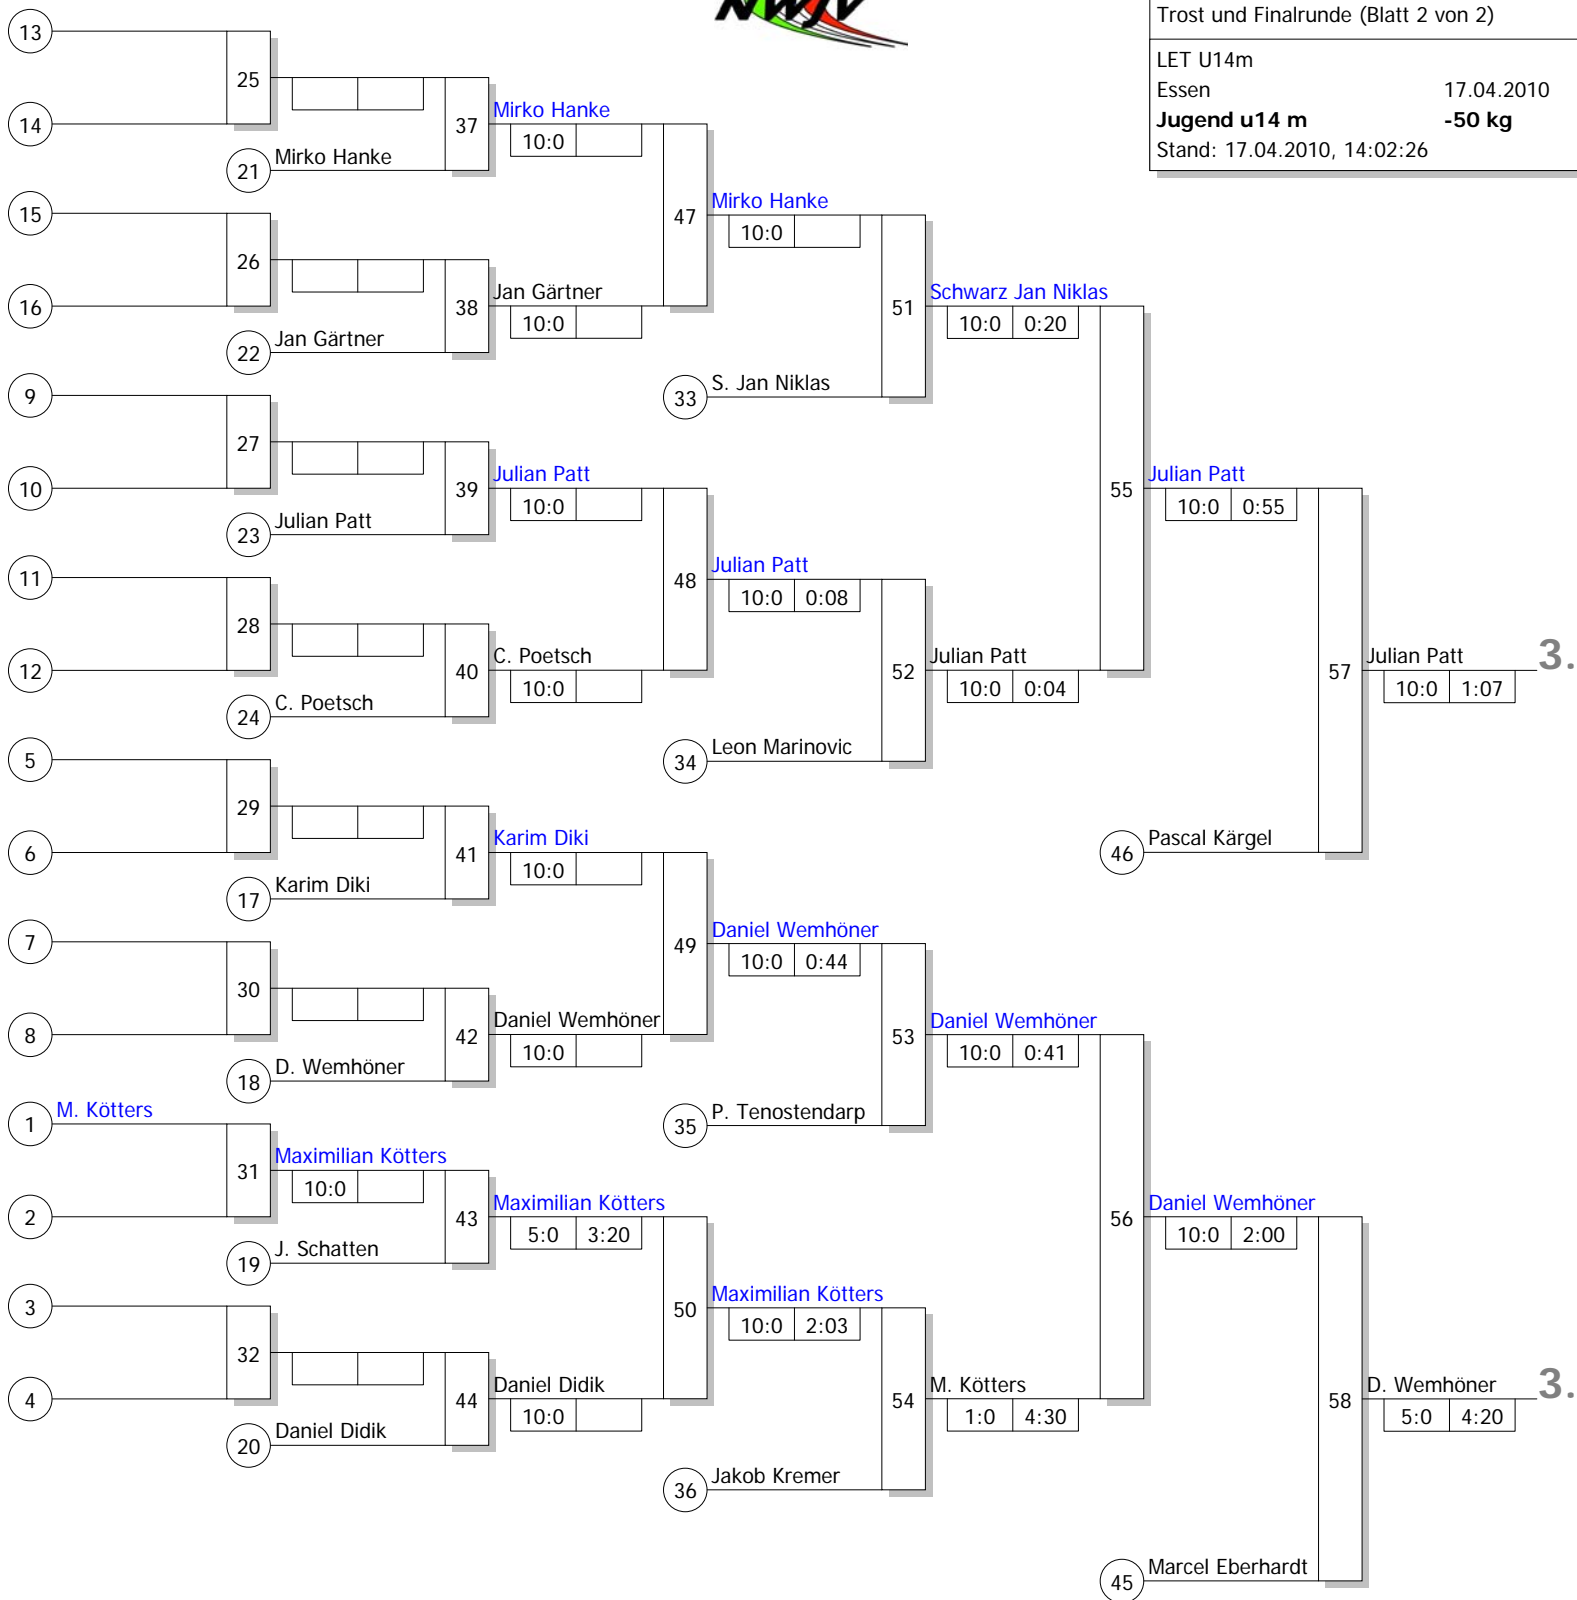 NWJV
Trost und Finalrunde (Blatt 2 von 2)
LET U14m
Essen 17.04.2010
Jugend u14 m -50 kg
Stand: 17.04.2010, 14:02:26
13
25
14
37
Mirko Hanke
10:0
21
Mirko Hanke
15
47
Mirko Hanke
10:0
26
16
38
Jan Gärtner
10:0
22
Jan Gärtner
51
Schwarz Jan Niklas
10:0 0:20
33
S. Jan Niklas
9
27
10
39
Julian Patt
10:0
23
Julian Patt
55
Julian Patt
10:0 0:55
11
48
Julian Patt
10:0 0:08
28
12
40
C. Poetsch
10:0
24
C. Poetsch
52
Julian Patt
10:0 0:04
34
Leon Marinovic
57
Julian Patt
10:0 1:07
3.
5
29
6
41
Karim Diki
10:0
17
Karim Diki
46
Pascal Kärgel
7
49
Daniel Wemhöner
10:0 0:44
30
8
42
Daniel Wemhöner
10:0
18
D. Wemhöner
53
Daniel Wemhöner
10:0 0:41
35
P. Tenostendarp
1
M. Kötters
31
Maximilian Kötters
10:0
2
43
Maximilian Kötters
5:0 3:20
19
J. Schatten
56
Daniel Wemhöner
10:0 2:00
3
50
Maximilian Kötters
10:0 2:03
32
4
44
Daniel Didik
10:0
20
Daniel Didik
54
M. Kötters
1:0 4:30
36
Jakob Kremer
58
D. Wemhöner
5:0 4:20
3.
45
Marcel Eberhardt